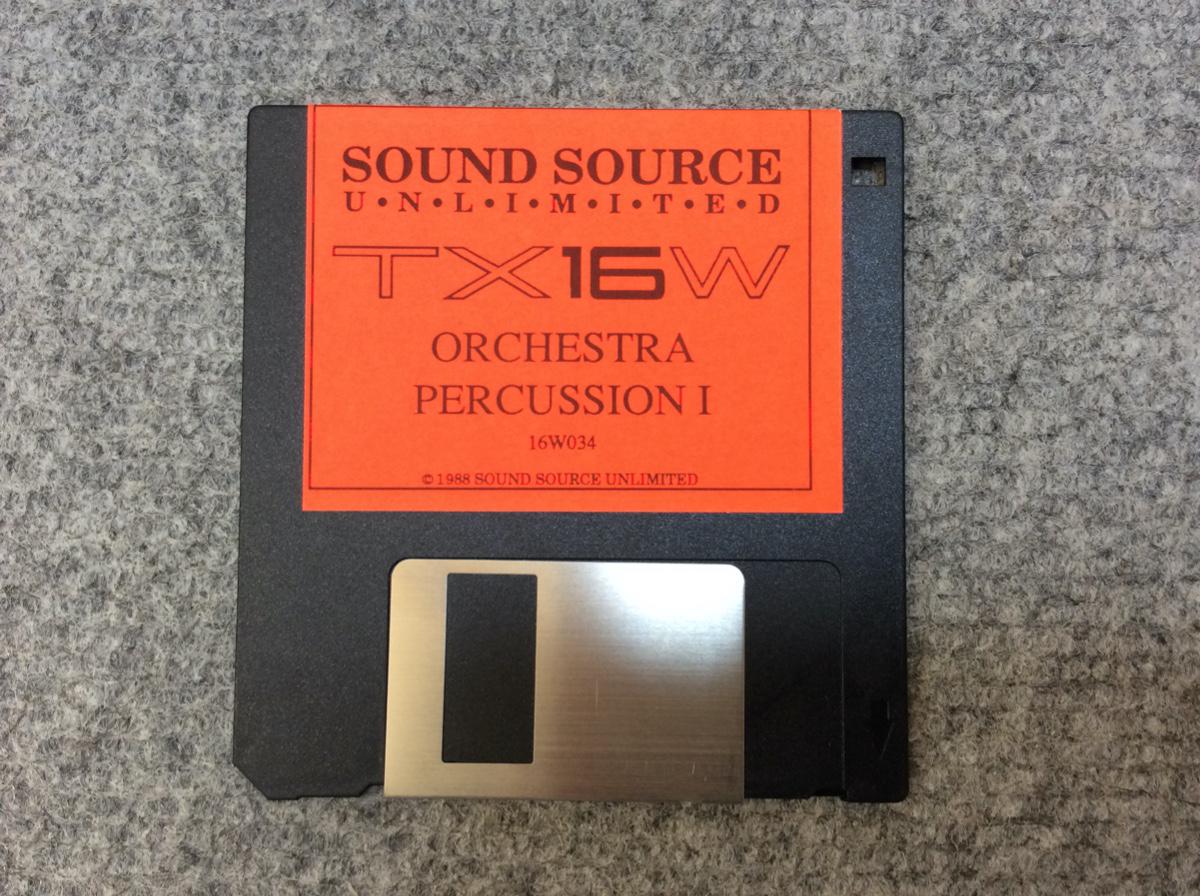 SOUND SOURCE
U•N•L•I•M•I•T•E•D
TX16W
ORCHESTRA
PERCUSSION I
16W034
© 1988 SOUND SOURCE UNLIMITED